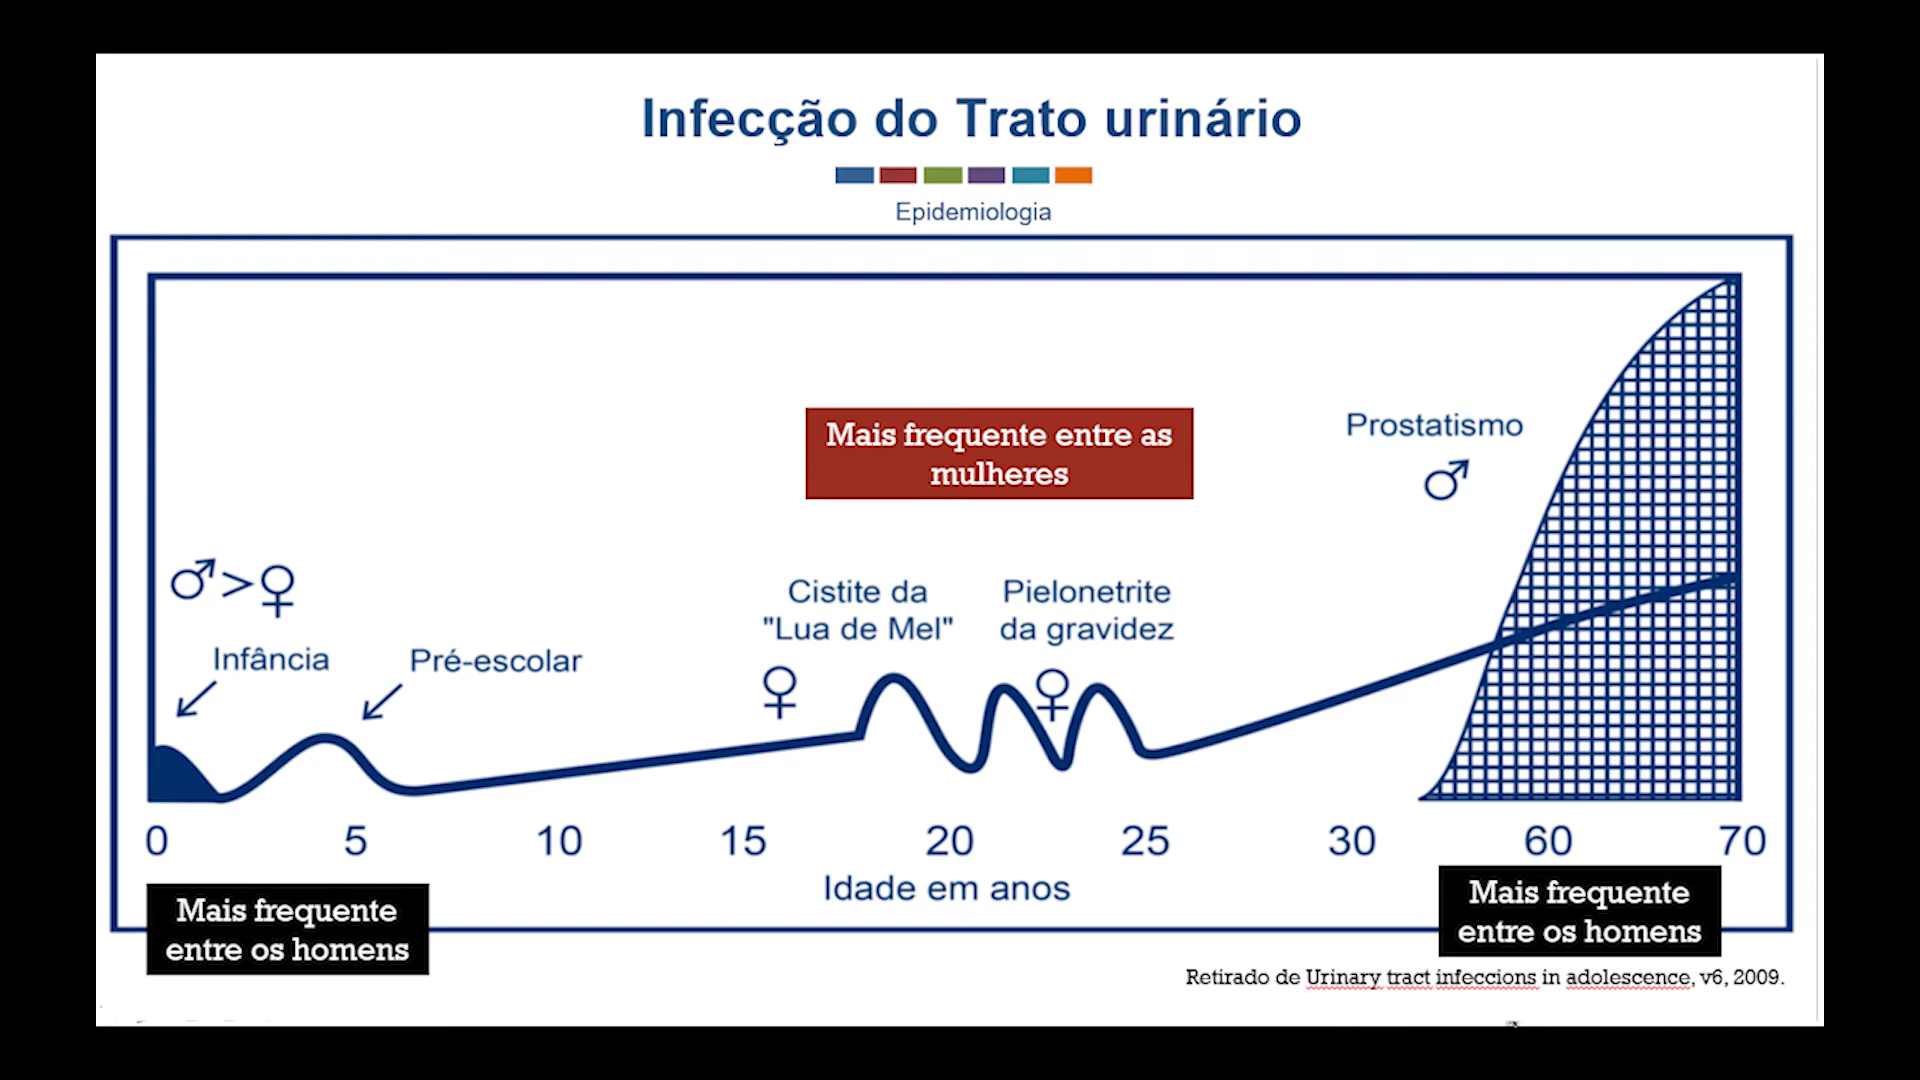 Infecção do Trato urinário
Epidemiologia
Mais frequente entre as
mulheres
Prostatismo
♂
♂>♀
Infância
Pré-escolar
Cistite da
"Lua de Mel"
♀
Pielonetrite
da gravidez
♀
0 5 10 15 20 25 30 60 70
Idade em anos
Mais frequente
entre os homens
Mais frequente
entre os homens
Retirado de Urinary tract infeccions in adolescence, v6, 2009.